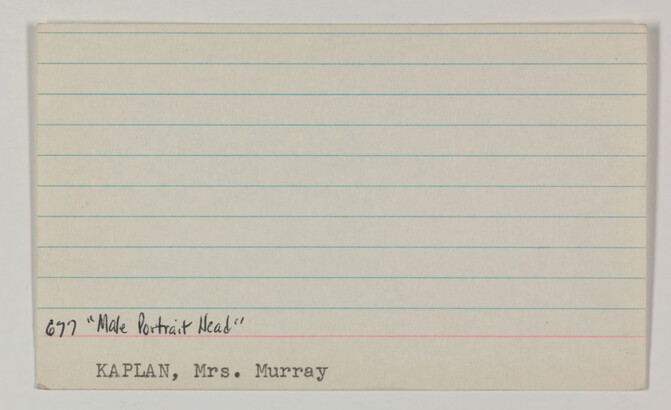 677 "Male Portrait Head"
KAPLAN, Mrs. Murray